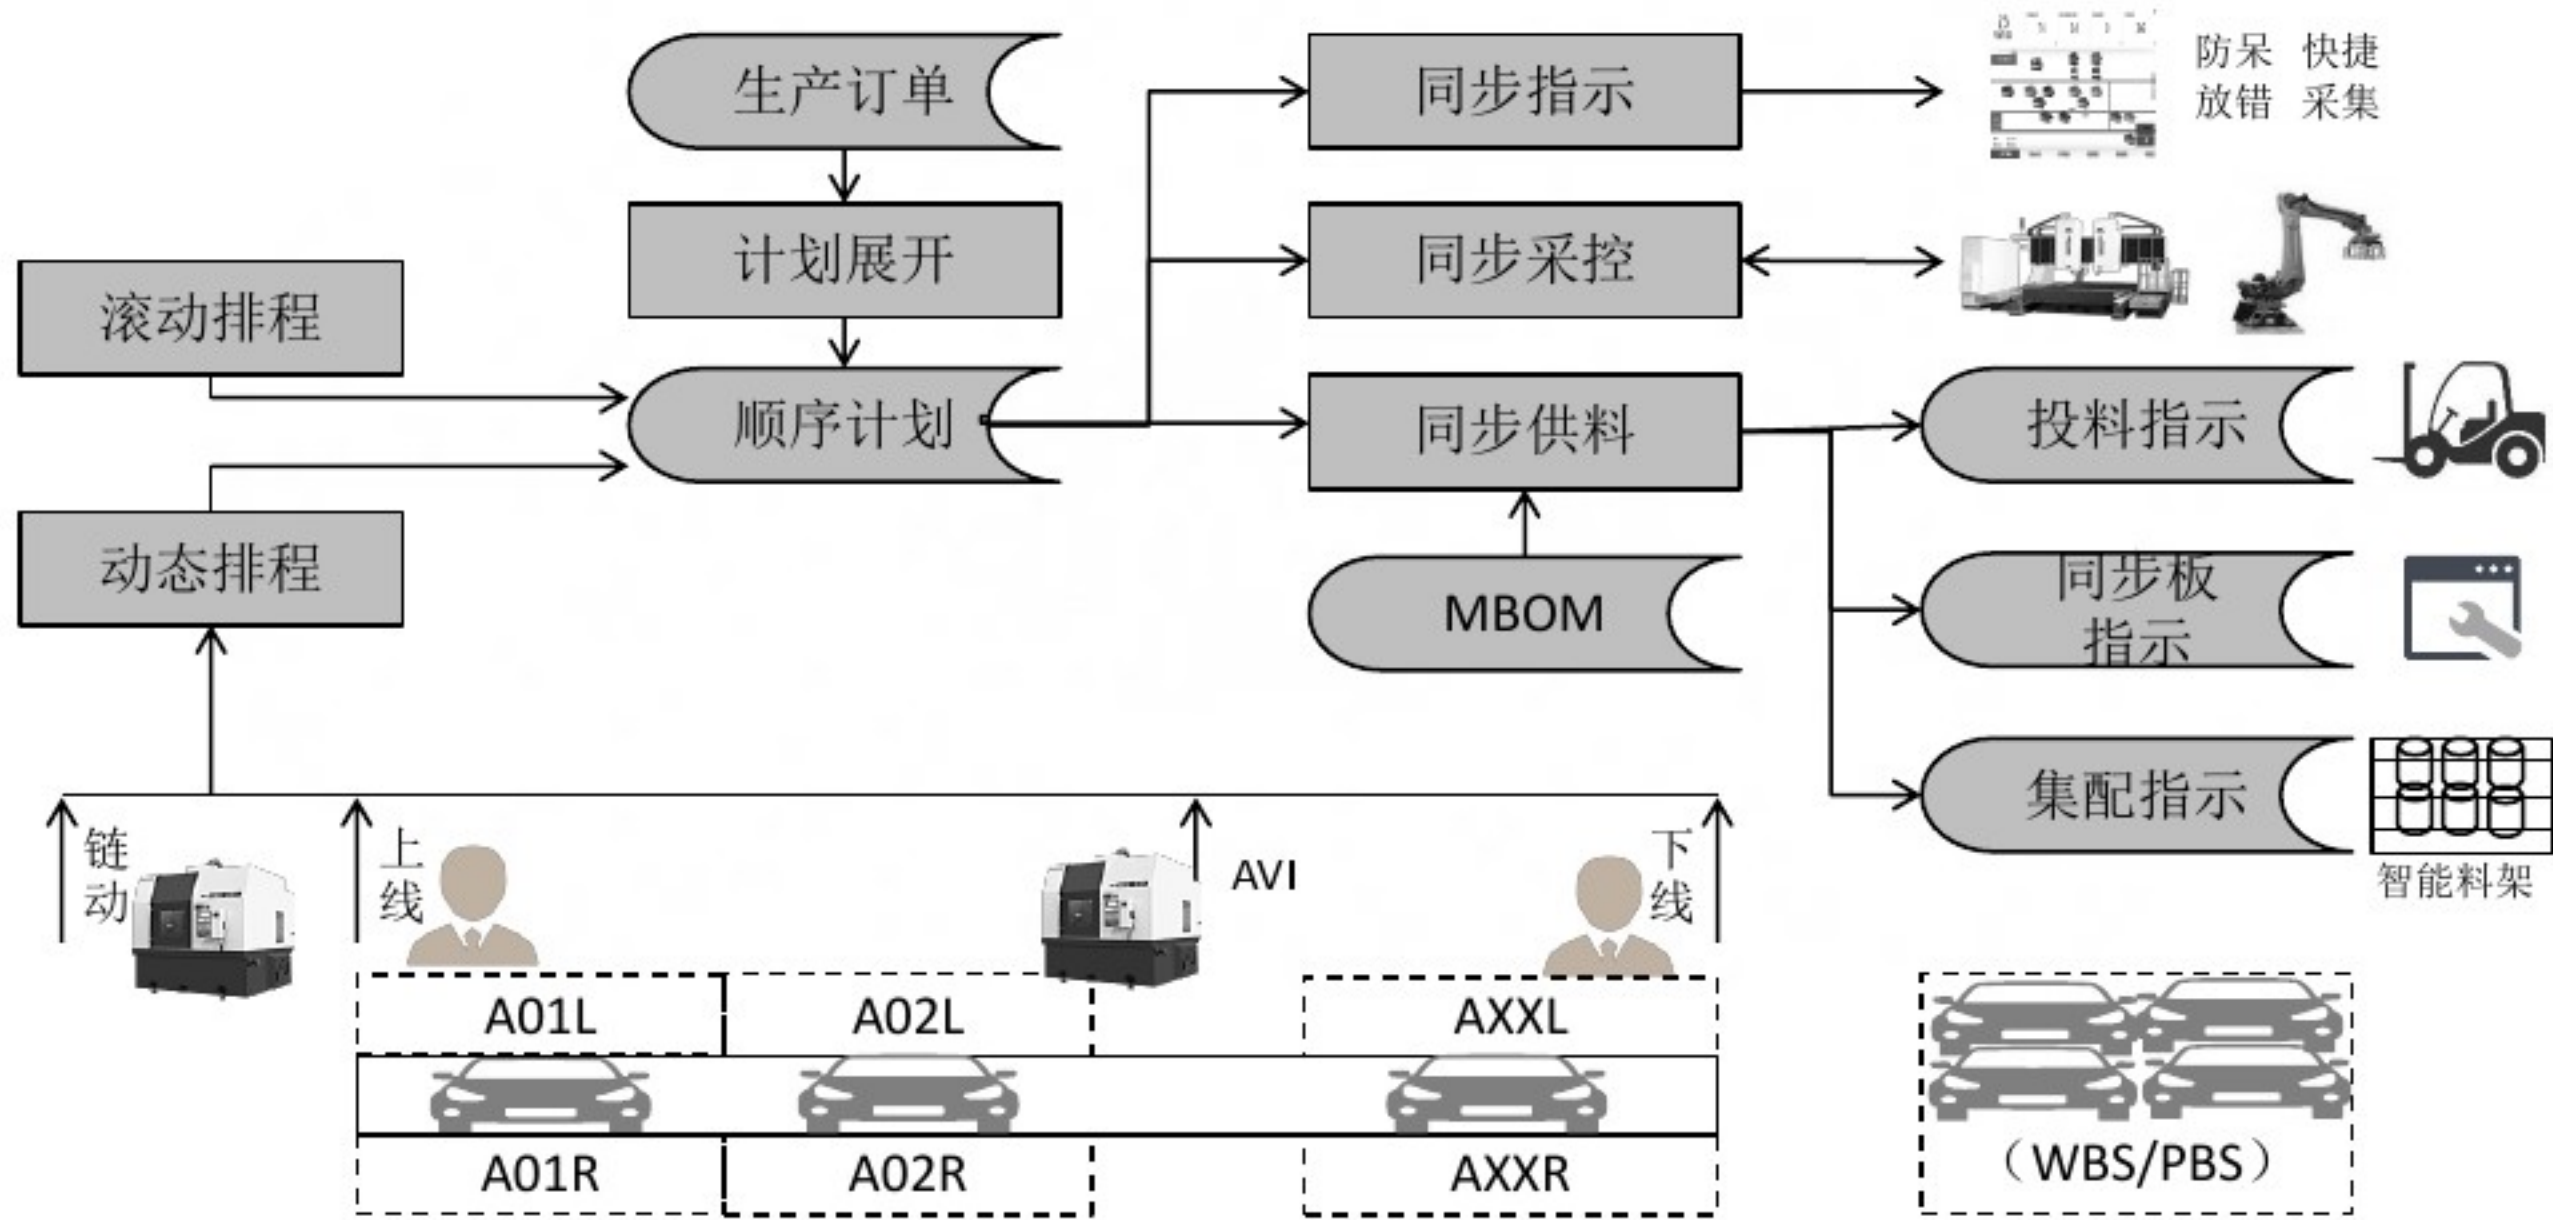 生产订单
同步指示
防呆 快捷
放错 采集
计划展开
同步采控
滚动排程
顺序计划
同步供料
投料指示
动态排程
MBOM
同步板
指示
集配指示
智能料架
链
动
上
线
AVI
下
线
A01L
A02L
AXXL
A01R
A02R
AXXR
（WBS/PBS）